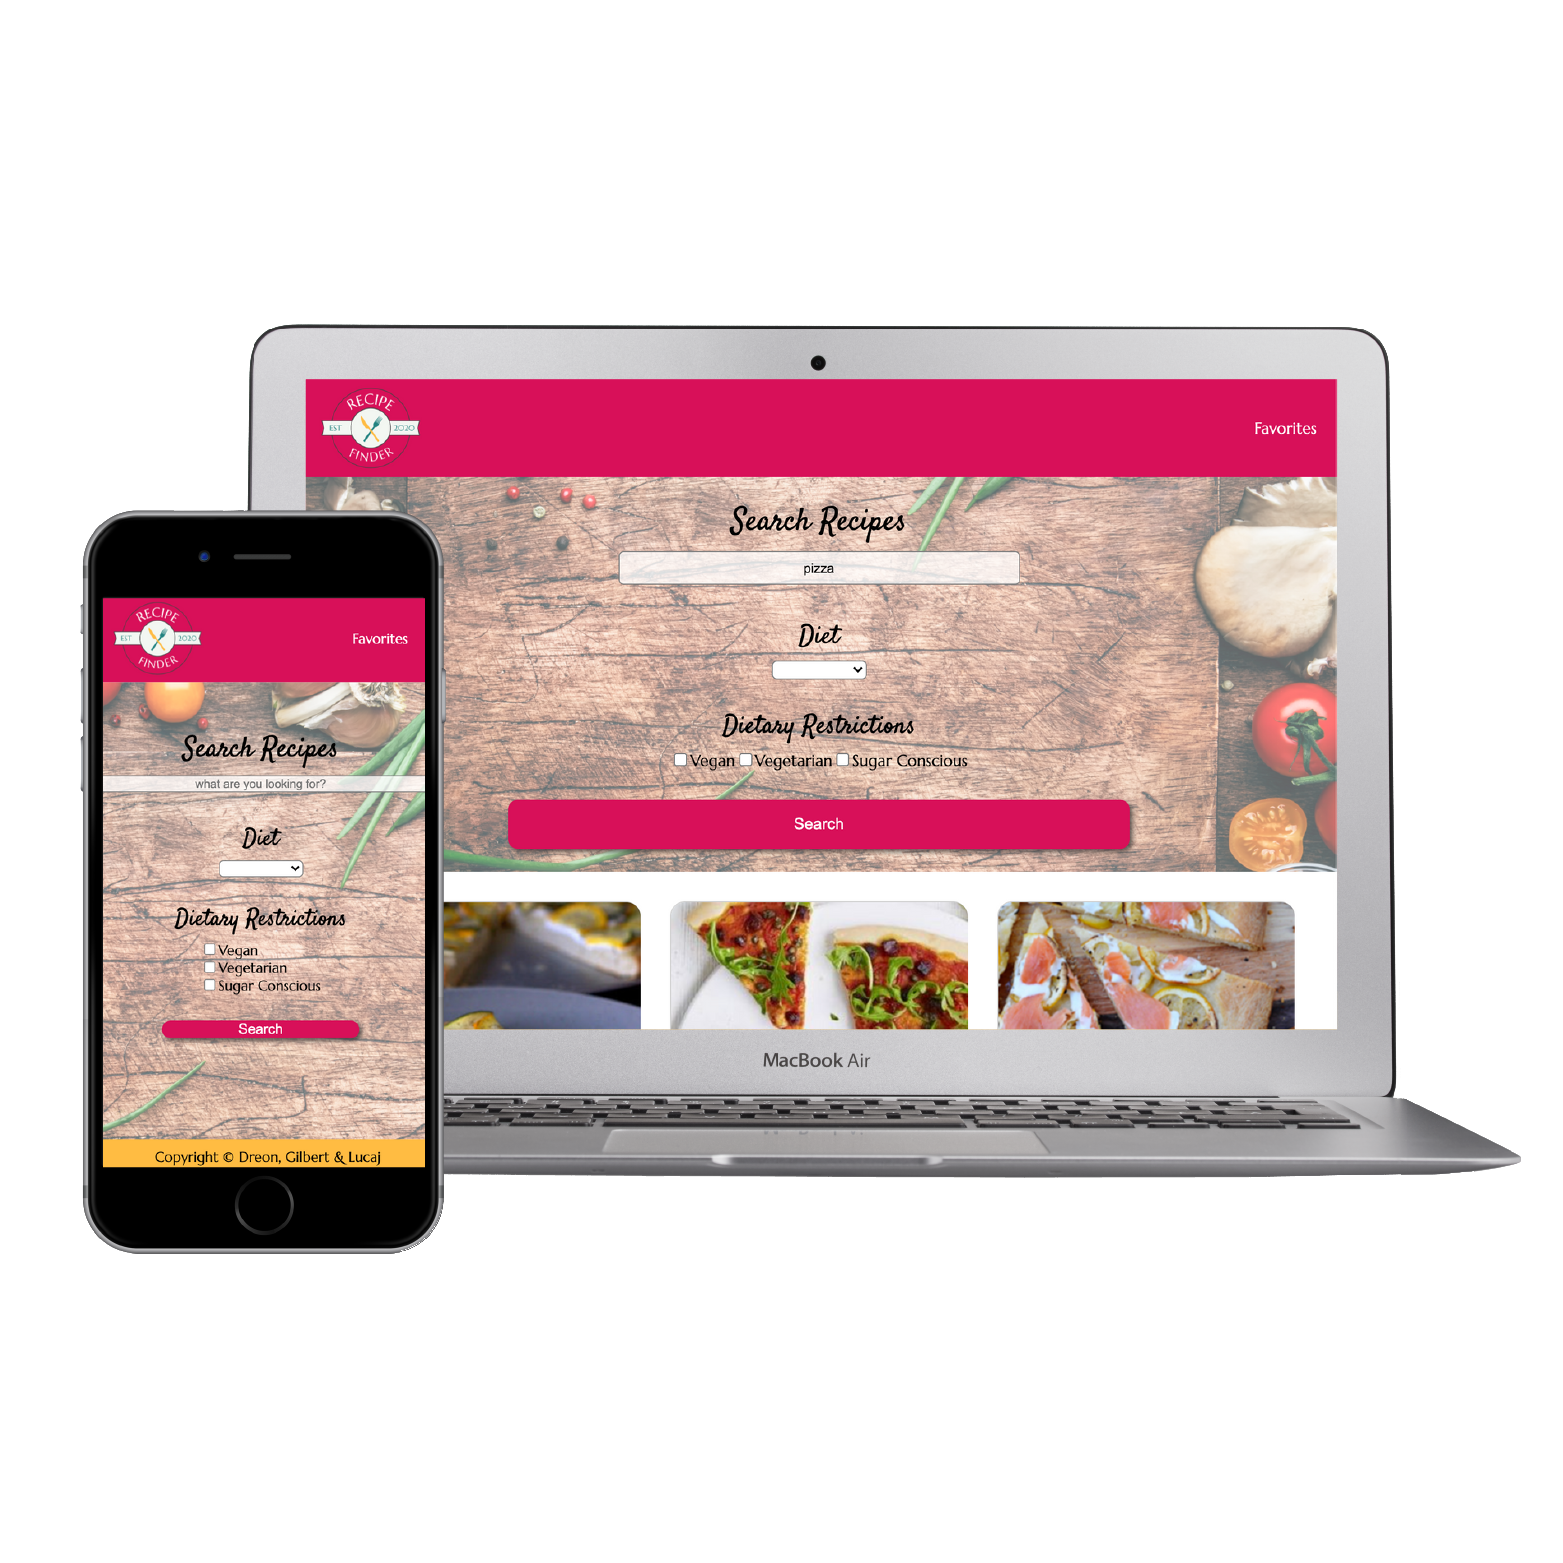 RECIPE
EST 2020
FINDER
Favorites
Search Recipes
pizza
Diet
Dietary Restrictions
Vegan Vegetarian Sugar Conscious
Search
MacBook Air
RECIPE
EST 2020
FINDER
Favorites
Search Recipes
what are you looking for?
Diet
Dietary Restrictions
Vegan
Vegetarian
Sugar Conscious
Search
Copyright © Dreon, Gilbert & Lucaj